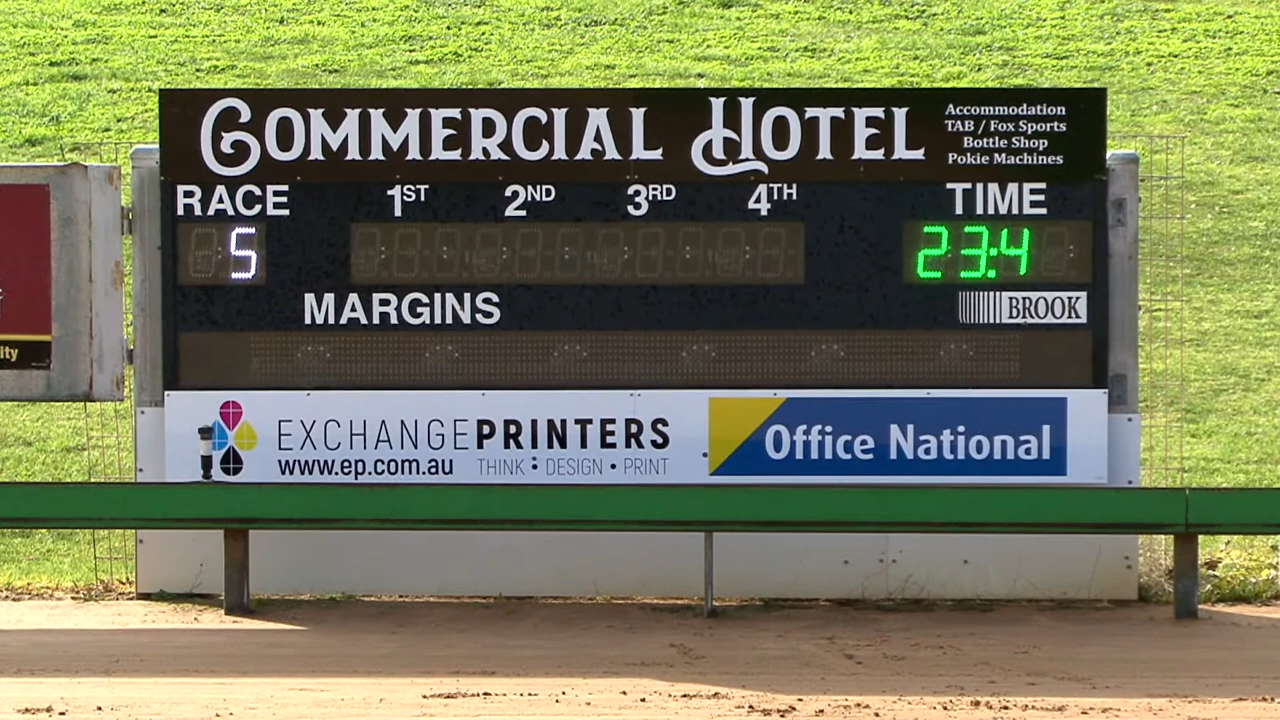 COMMERCIAL HOTEL
Accommodation
TAB / Fox Sports
Bottle Shop
Pokie Machines
RACE 1ST 2ND 3RD 4TH TIME
5 23:4
MARGINS
BROOK
ity
EXCHANGEPRINTERS
www.ep.com.au THINK : DESIGN • PRINT
Office National